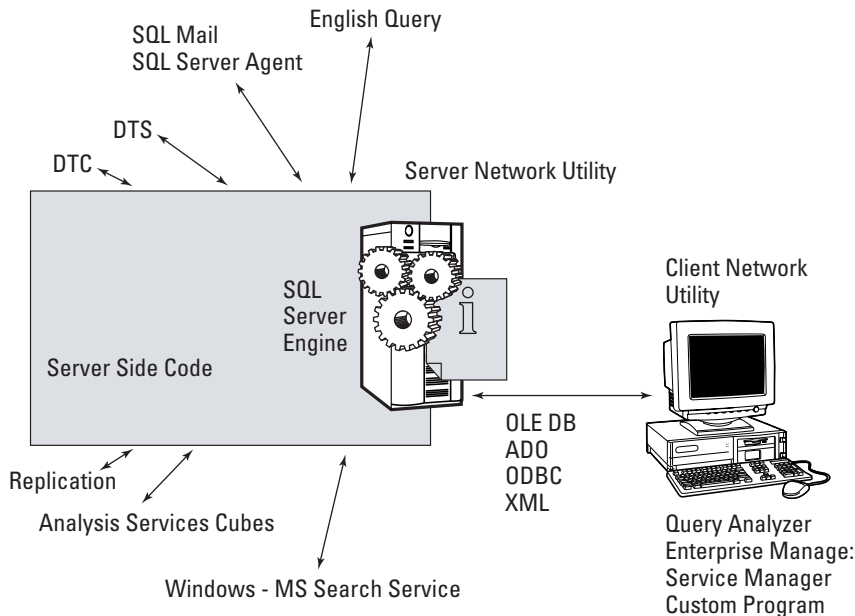 English Query
SQL Mail
SQL Server Agent
DTS
DTC
Server Network Utility
SQL
Server
Engine
i
Server Side Code
Client Network
Utility
OLE DB
ADO
ODBC
XML
Replication
Analysis Services Cubes
Windows - MS Search Service
Query Analyzer
Enterprise Manage:
Service Manager
Custom Program